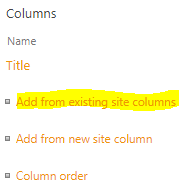 Columns
Name
Title
Add from existing site columns
Add from new site column
Column order